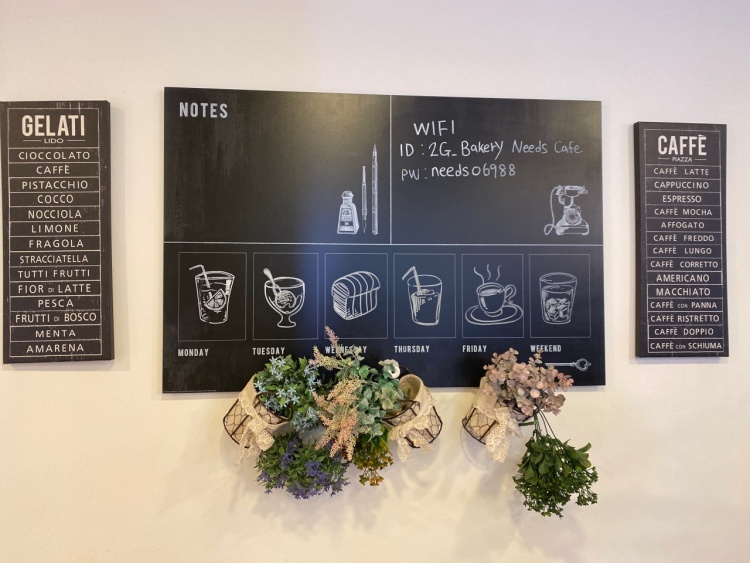 GELATI
LIDO
CIOCCOLATO
CAFFÈ
PISTACCHIO
COCCO
NOCCIOLA
LIMONE
FRAGOLA
STRACCIATELLA
TUTTI FRUTTI
FIOR DI LATTE
PESCA
FRUTTI DI BOSCO
MENTA
AMARENA
NOTES
WIFI
ID : 2G_Bakery Needs Cafe
PW : needs06988
MONDAY
TUESDAY
WEDNESDAY
THURSDAY
FRIDAY
WEEKEND
CAFFÈ
PIAZZA
CAFFÈ LATTE
CAPPUCCINO
ESPRESSO
CAFFÈ MOCHA
AFFOGATO
CAFFÈ FREDDO
CAFFÈ LUNGO
CAFFÈ CORRETTO
AMERICANO
MACCHIATO
CAFFÈ CON PANNA
CAFFÈ RISTRETTO
CAFFÈ DOPPIO
CAFFÈ CON SCHIUMA